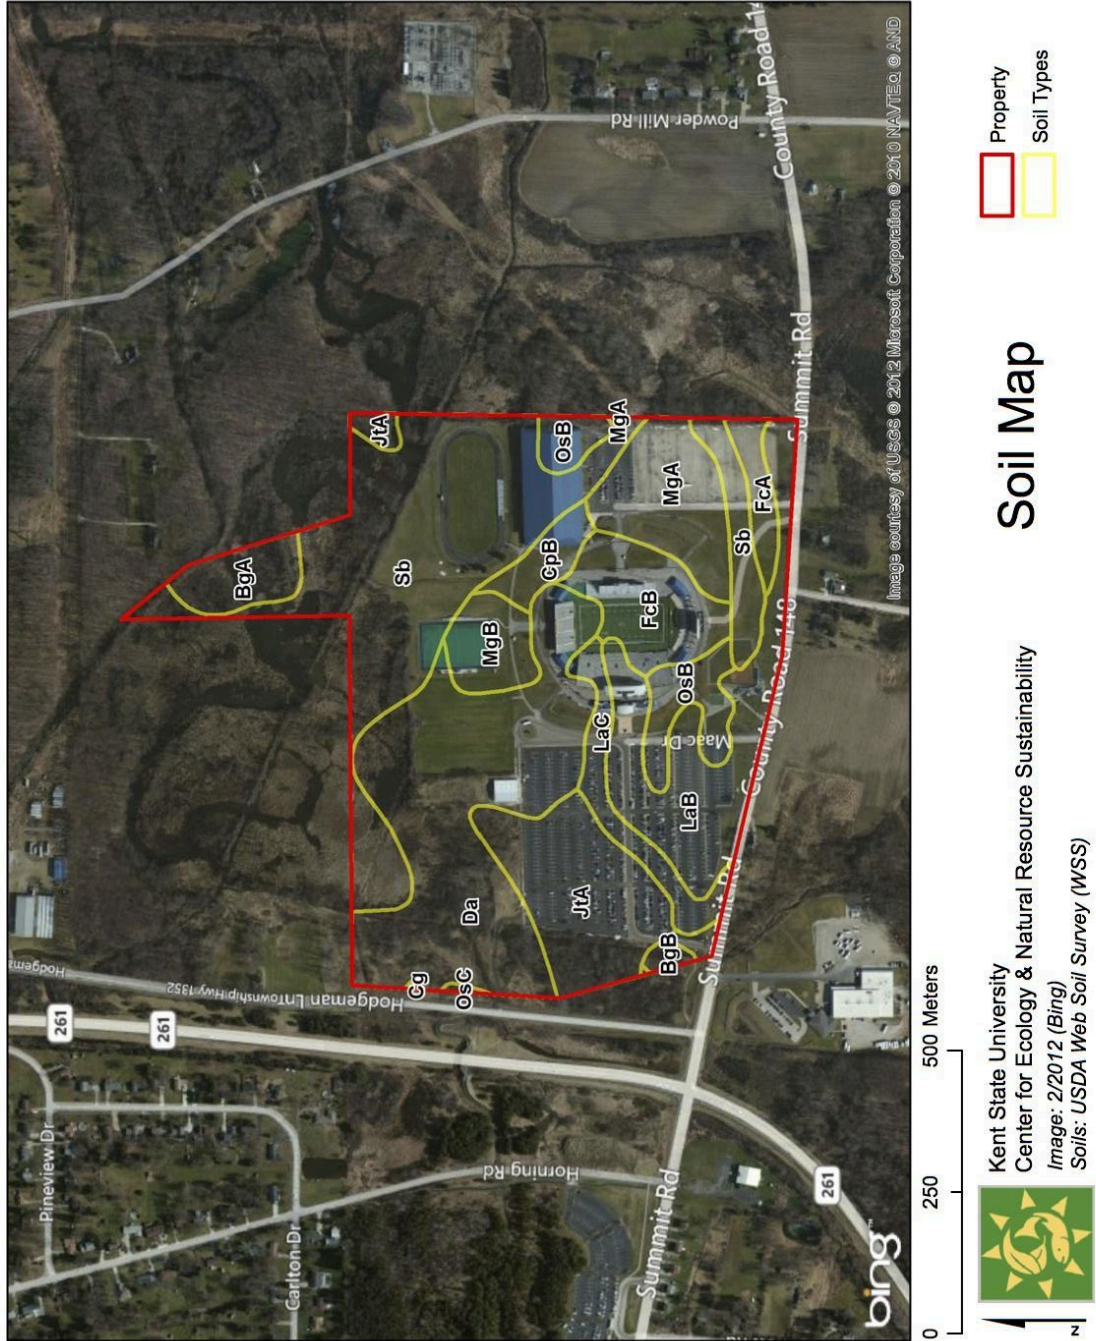 Pineview Dr
Carlton Dr
Horning Rd
Summit Rd
261
261
261
Hodgeman Lntownship Hwy 1352
Hodgema
Powder Mill Rd
County Road 14
County Road 148
Summit Rd
Summit Rd
Maac Dr
Cg
OsC
Da
JtA
BgB
LaB
LaC
OsB
MgB
FcB
CpB
BgA
Sb
JtA
OsB
MgA
MgA
Sb
FcA
bing™
Image courtesy of USGS © 2012 Microsoft Corporation © 2010 NAVTEQ © AND
0 250 500 Meters
N
Kent State University
Center for Ecology & Natural Resource Sustainability
Image: 2/2012 (Bing)
Soils: USDA Web Soil Survey (WSS)
Soil Map
Property
Soil Types